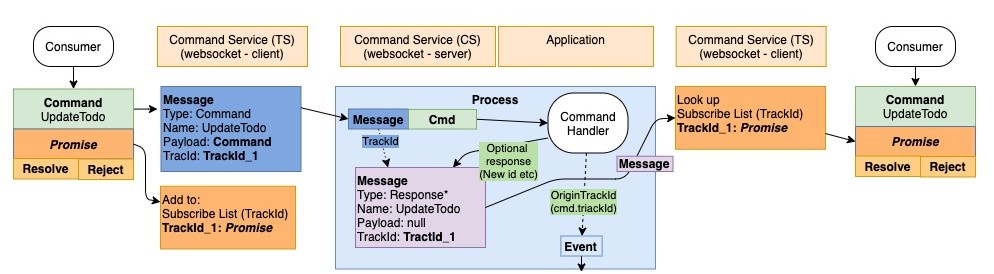 Consumer
Command Service (TS)
(websocket - client)
Command Service (CS)
(websocket - server)
Application
Command Service (TS)
(websocket - client)
Consumer
Command
UpdateTodo
Promise
Resolve
Reject
Message
Type: Command
Name: UpdateTodo
Payload: Command
TracId: TrackId_1
Add to:
Subscribe List (TrackId)
TrackId_1: Promise
Process
Message
Cmd
Command
Handler
TrackId
Optional
response
(New id etc)
Message
Type: Response*
Name: UpdateTodo
Payload: null
TrackId: TractId_1
OriginTrackId
(cmd.triackId)
Event
Message
Look up
Subscribe List (TrackId)
TrackId_1: Promise
Command
UpdateTodo
Promise
Resolve
Reject